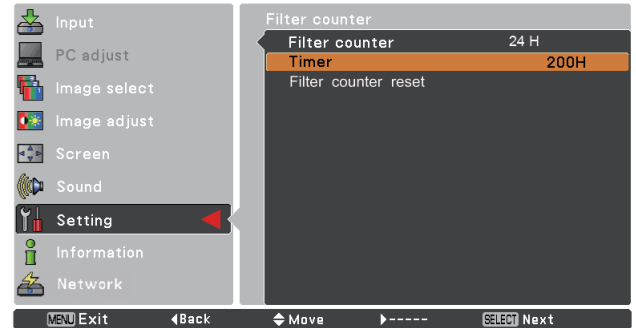 Input
PC adjust
Image select
Image adjust
Screen
Sound
Setting
Information
Network
Filter counter
Filter counter 24 H
Timer 200H
Filter counter reset
MENU Exit Back Move ----- SELECT Next